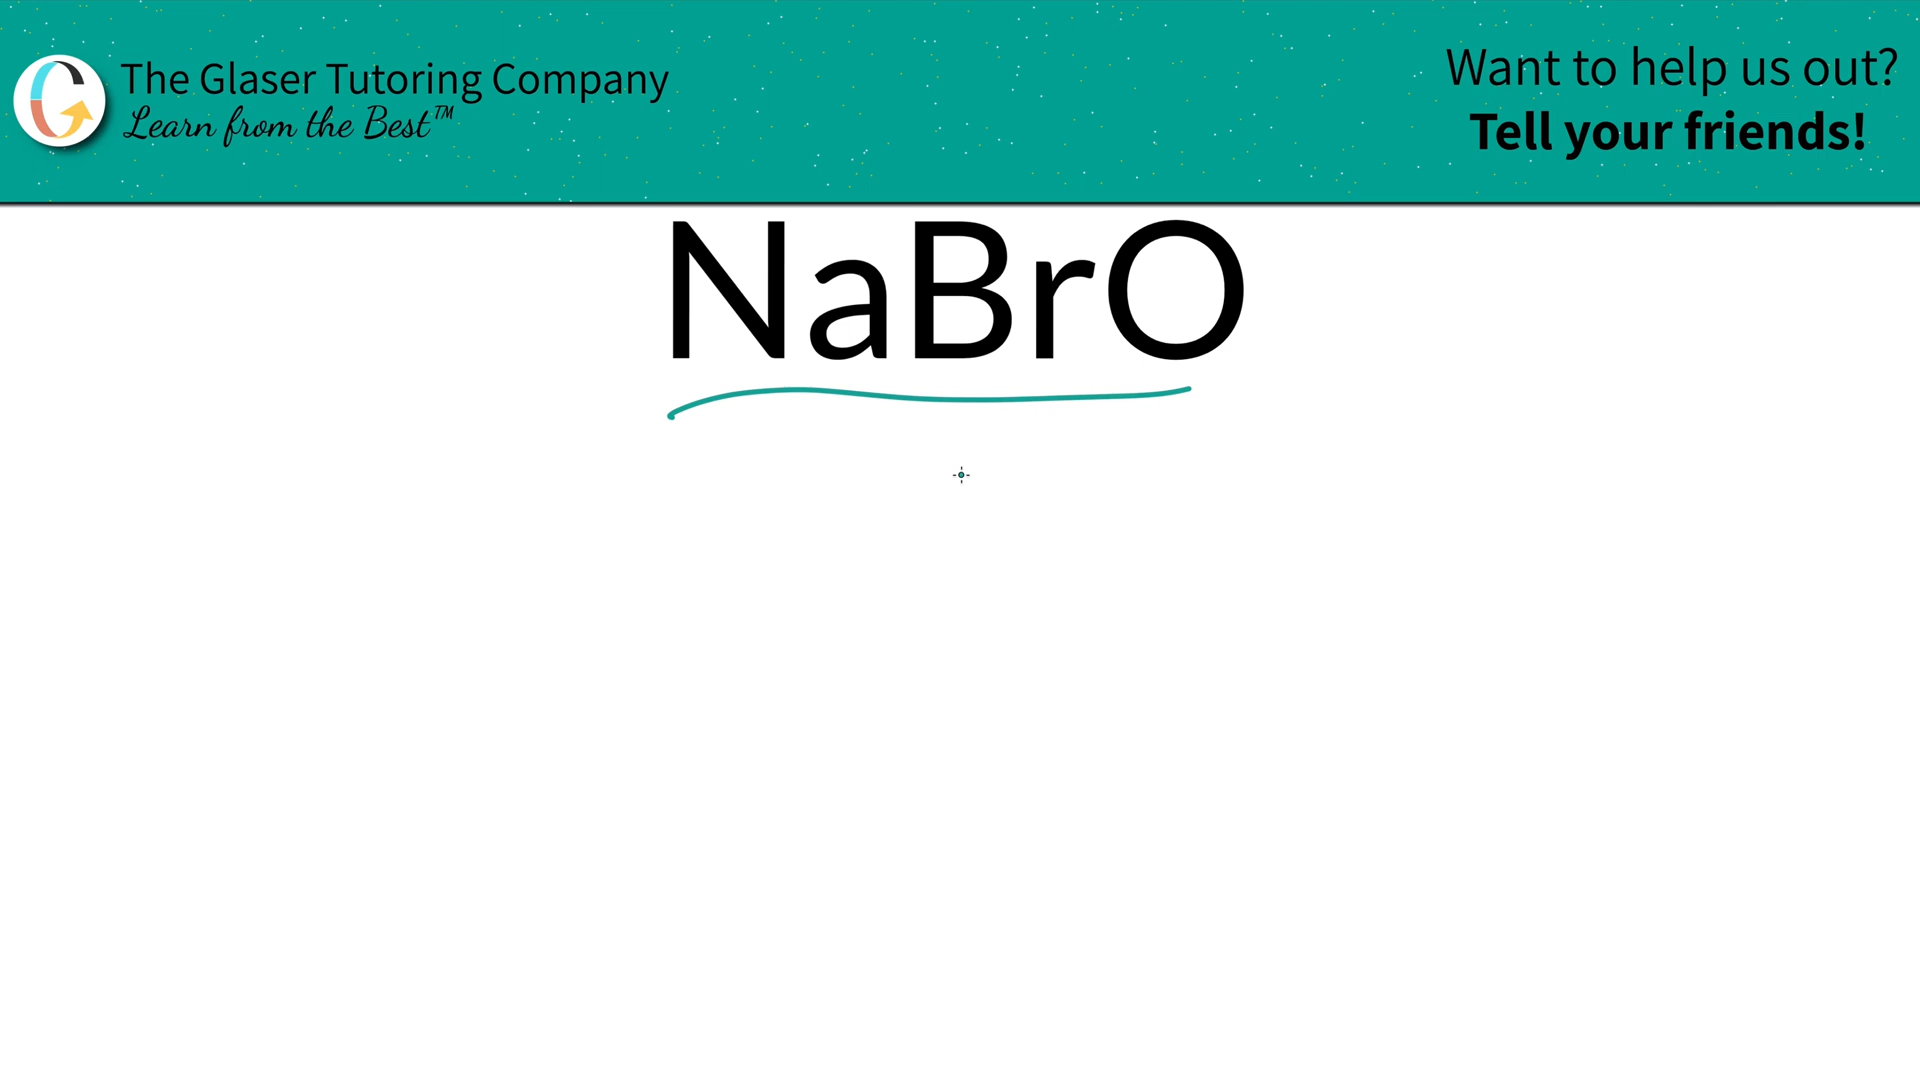 The Glaser Tutoring Company
Learn from the Best™
Want to help us out?
Tell your friends!
NaBrO